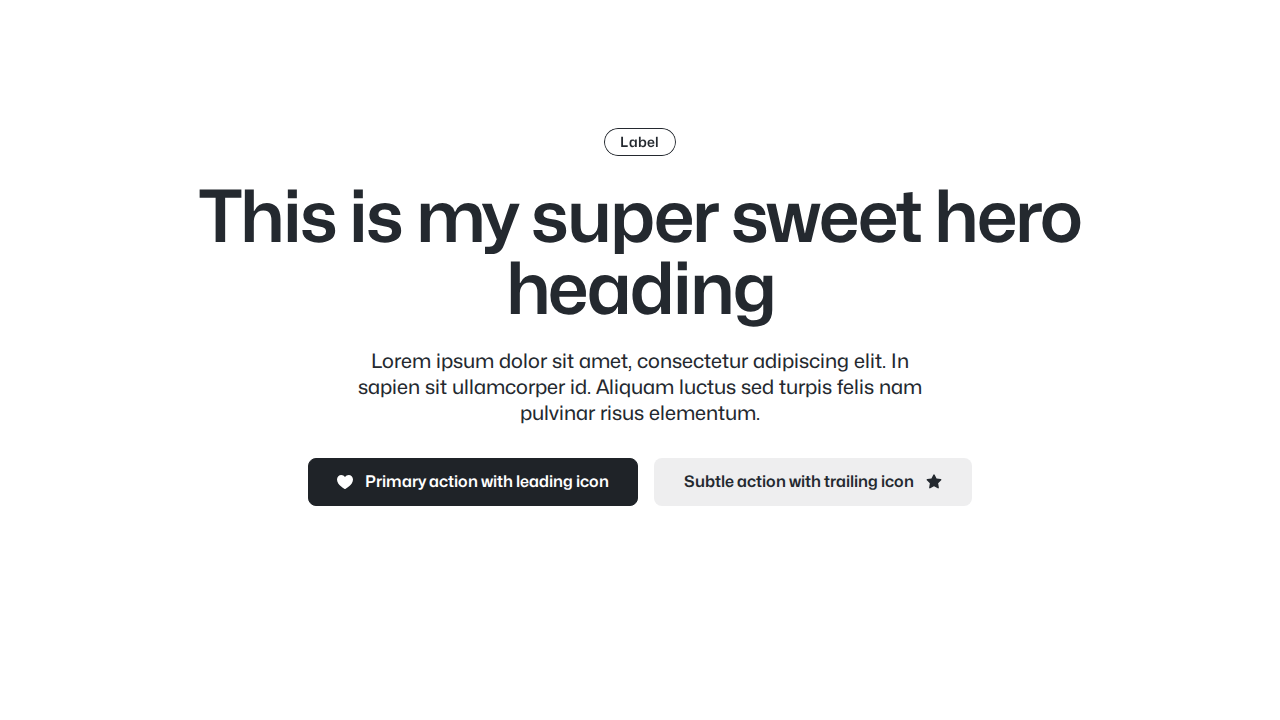 Label
This is my super sweet hero
heading
Lorem ipsum dolor sit amet, consectetur adipiscing elit. In
sapien sit ullamcorper id. Aliquam luctus sed turpis felis nam
pulvinar risus elementum.
Primary action with leading icon
Subtle action with trailing icon